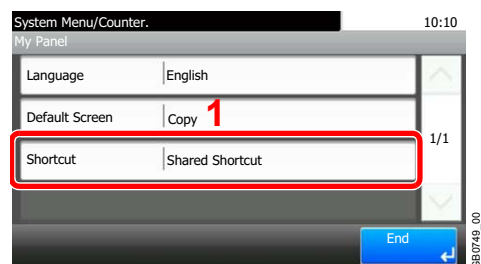 System Menu/Counter. 10:10
My Panel
Language English
Default Screen Copy 1
1/1
Shortcut Shared Shortcut
End
GB0749_00